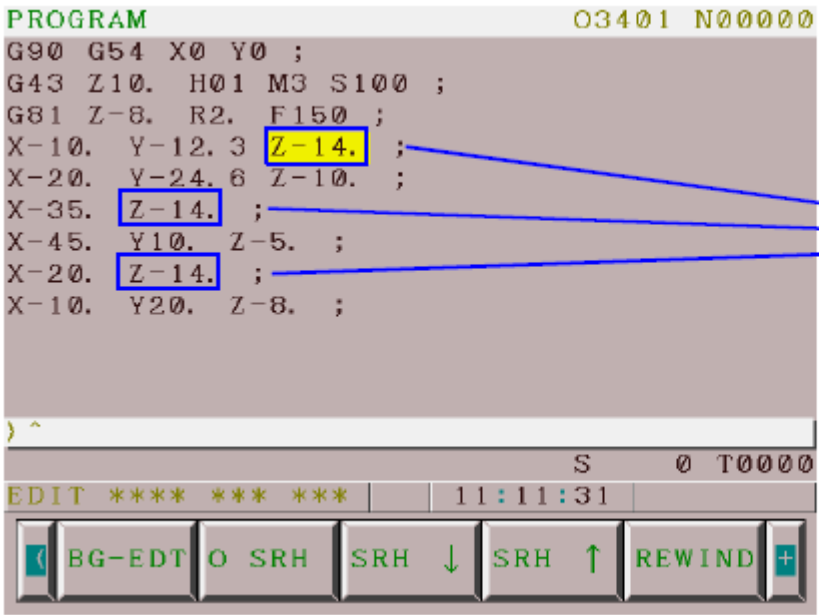 PROGRAM O3401 N00000
G90 G54 X0 Y0 ;
G43 Z10. H01 M3 S100 ;
G81 Z-8. R2. F150 ;
X-10. Y-12.3 Z-14. ;
X-20. Y-24.6 Z-10. ;
X-35. Z-14. ;
X-45. Y10. Z-5. ;
X-20. Z-14. ;
X-10. Y20. Z-8. ;
) ^
S 0 T0000
EDIT **** *** *** 11:11:31
( BG-EDT O SRH SRH ↓ SRH ↑ REWIND +